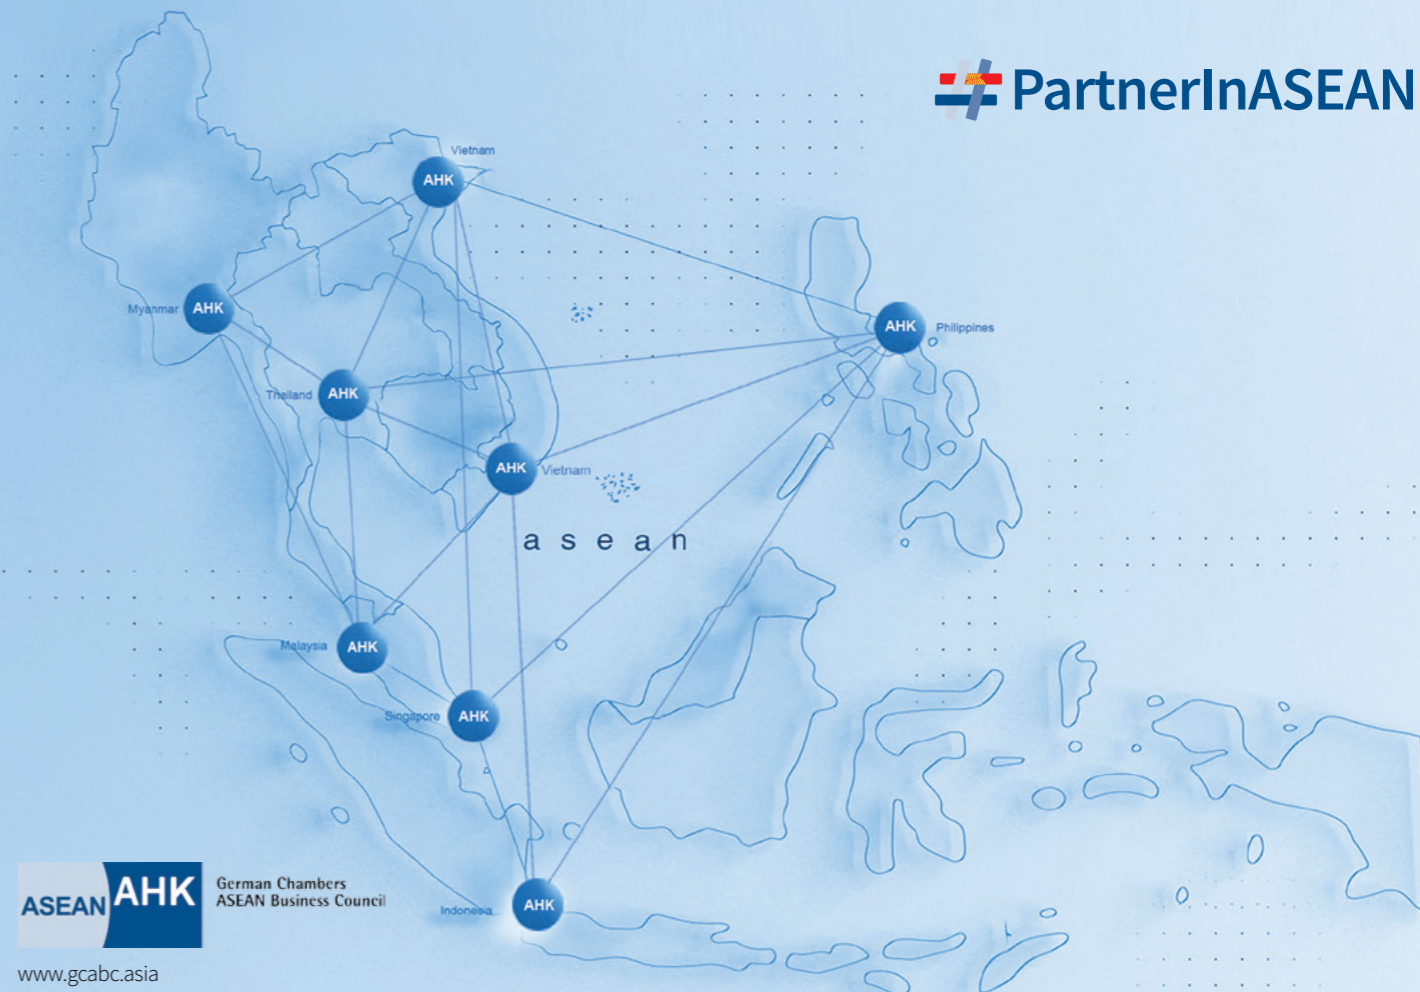 #PartnerInASEAN
Vietnam
AHK
Myanmar AHK
AHK Philippines
Thailand AHK
AHK Vietnam
asean
Malaysia AHK
Singapore AHK
Indonesia AHK
ASEAN AHK
German Chambers
ASEAN Business Council
www.gcabc.asia